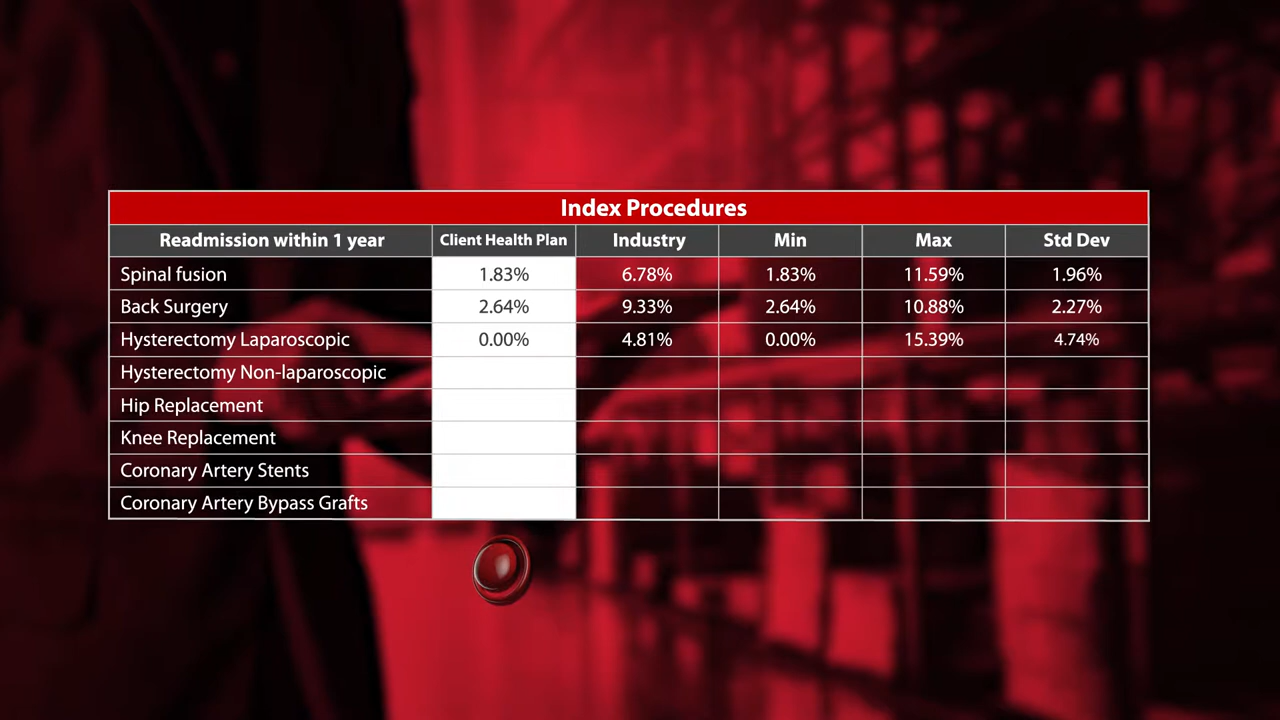 Index Procedures
Readmission within 1 year Client Health Plan Industry Min Max Std Dev
Spinal fusion 1.83% 6.78% 1.83% 11.59% 1.96%
Back Surgery 2.64% 9.33% 2.64% 10.88% 2.27%
Hysterectomy Laparoscopic 0.00% 4.81% 0.00% 15.39% 4.74%
Hysterectomy Non-laparoscopic
Hip Replacement
Knee Replacement
Coronary Artery Stents
Coronary Artery Bypass Grafts